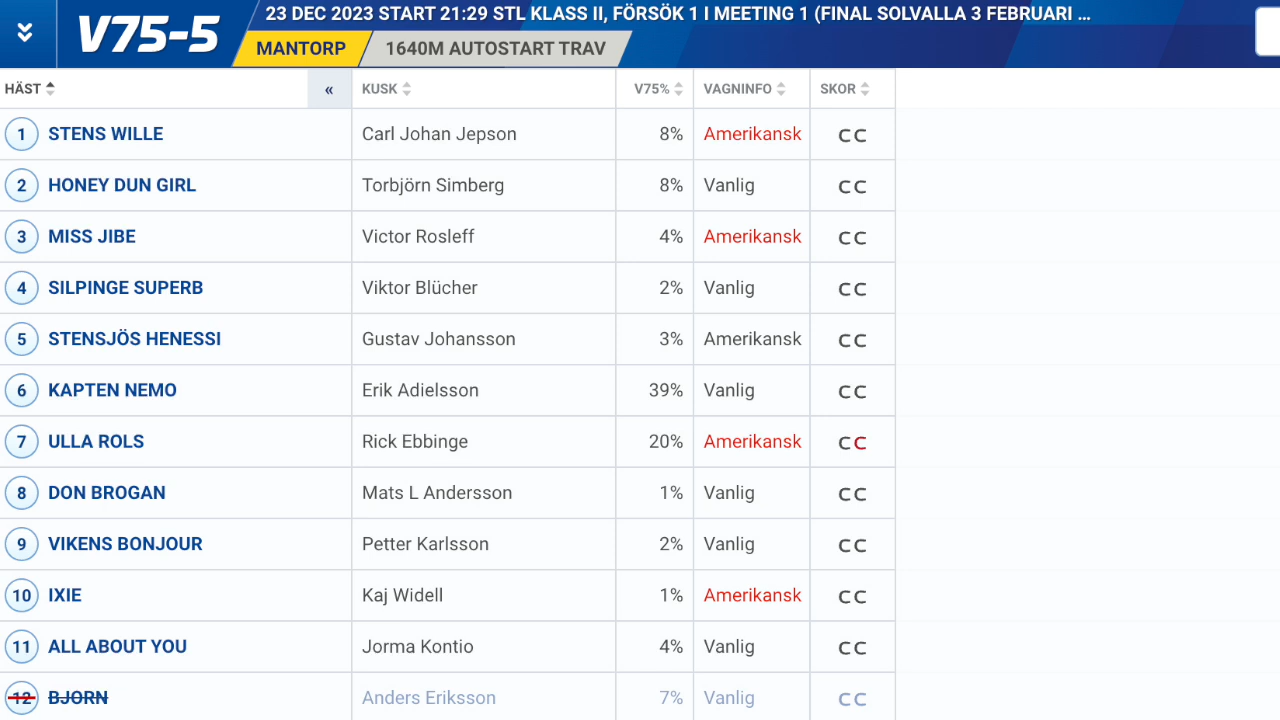 23 DEC 2023 START 21:29 STL KLASS II, FÖRSÖK 1 I MEETING 1 (FINAL SOLVALLA 3 FEBRUARI ...
V75-5
MANTORP 1640M AUTOSTART TRAV
HÄST « KUSK V75% VAGNINFO SKOR
1 STENS WILLE Carl Johan Jepson 8% Amerikansk C C
2 HONEY DUN GIRL Torbjörn Simberg 8% Vanlig C C
3 MISS JIBE Victor Rosleff 4% Amerikansk C C
4 SILPINGE SUPERB Viktor Blücher 2% Vanlig C C
5 STENSJÖS HENESSI Gustav Johansson 3% Amerikansk C C
6 KAPTEN NEMO Erik Adielsson 39% Vanlig C C
7 ULLA ROLS Rick Ebbinge 20% Amerikansk C C
8 DON BROGAN Mats L Andersson 1% Vanlig C C
9 VIKENS BONJOUR Petter Karlsson 2% Vanlig C C
10 IXIE Kaj Widell 1% Amerikansk C C
11 ALL ABOUT YOU Jorma Kontio 4% Vanlig C C
12 BJORN Anders Eriksson 7% Vanlig C C